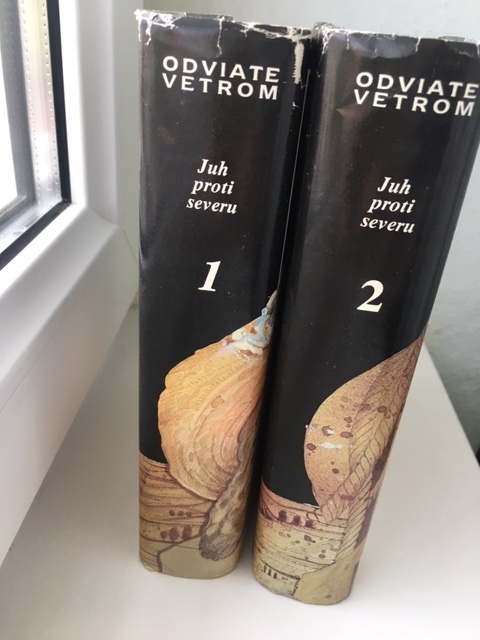 ODVIATE
VETROM
Juh
proti
severu
1
ODVIATE
VETROM
Juh
proti
severu
2